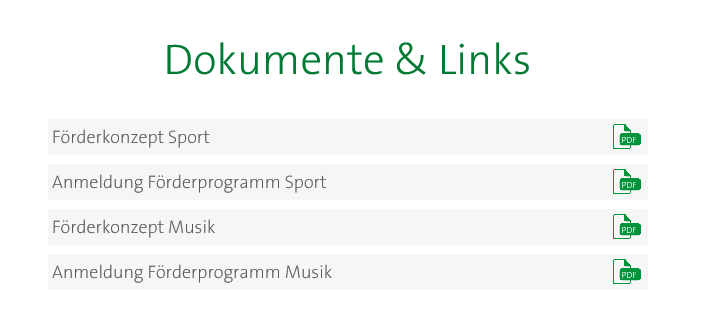 Dokumente & Links
Förderkonzept Sport
PDF
Anmeldung Förderprogramm Sport
PDF
Förderkonzept Musik
PDF
Anmeldung Förderprogramm Musik
PDF